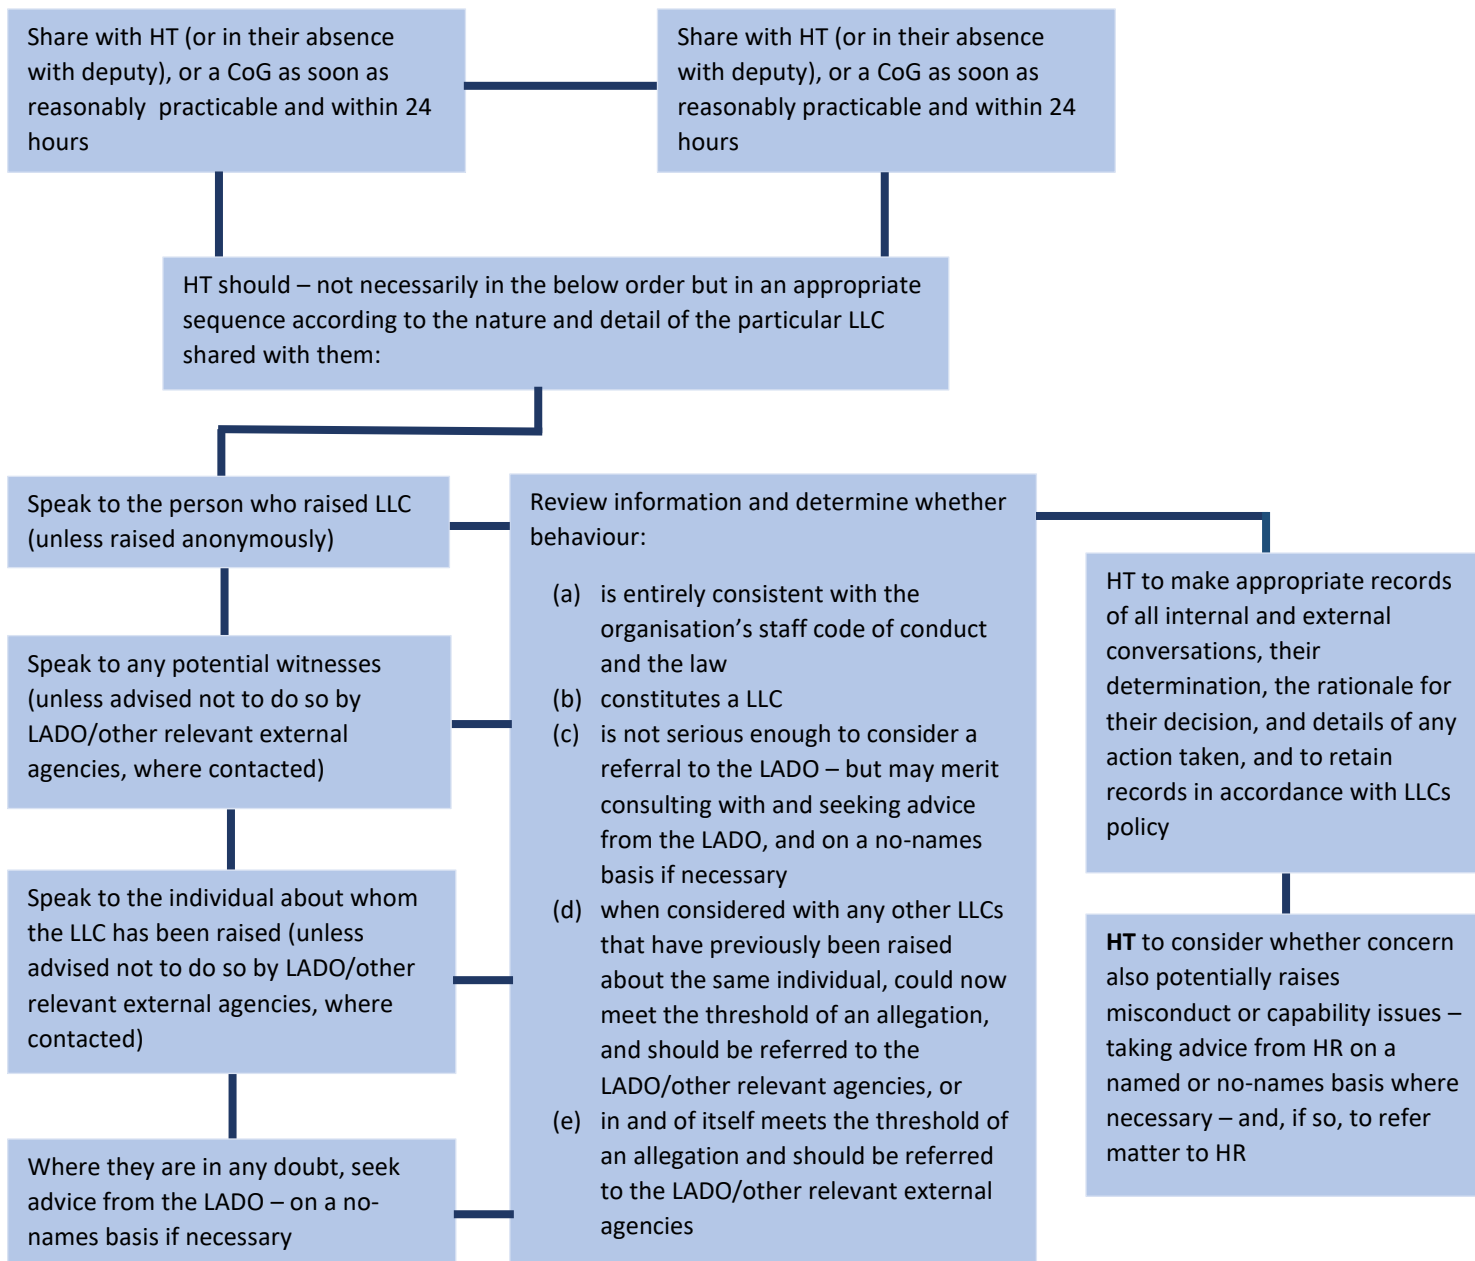 Share with HT (or in their absence
with deputy), or a CoG as soon as
reasonably  practicable and within 24
hours
Share with HT (or in their absence
with deputy), or a CoG as soon as
reasonably practicable and within 24
hours
HT should – not necessarily in the below order but in an appropriate
sequence according to the nature and detail of the particular LLC
shared with them:
Speak to the person who raised LLC
(unless raised anonymously)
Speak to any potential witnesses
(unless advised not to do so by
LADO/other relevant external
agencies, where contacted)
Speak to the individual about whom
the LLC has been raised (unless
advised not to do so by LADO/other
relevant external agencies, where
contacted)
Where they are in any doubt, seek
advice from the LADO – on a no-
names basis if necessary
Review information and determine whether
behaviour:
(a) is entirely consistent with the
organisation’s staff code of conduct
and the law
(b) constitutes a LLC
(c) is not serious enough to consider a
referral to the LADO – but may merit
consulting with and seeking advice
from the LADO, and on a no-names
basis if necessary
(d) when considered with any other LLCs
that have previously been raised
about the same individual, could now
meet the threshold of an allegation,
and should be referred to the
LADO/other relevant agencies, or
(e) in and of itself meets the threshold of
an allegation and should be referred
to the LADO/other relevant external
agencies
HT to make appropriate records
of all internal and external
conversations, their
determination, the rationale for
their decision, and details of any
action taken, and to retain
records in accordance with LLCs
policy
HT to consider whether concern
also potentially raises
misconduct or capability issues –
taking advice from HR on a
named or no-names basis where
necessary – and, if so, to refer
matter to HR